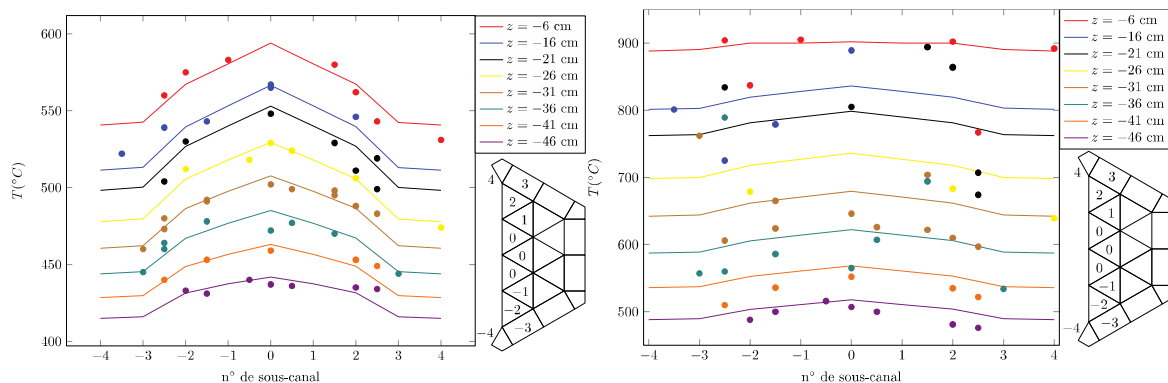 600
550
500
450
400
T(°C)
−4 −3 −2 −1 0 1 2 3 4
n° de sous-canal
z = −6 cm
z = −16 cm
z = −21 cm
z = −26 cm
z = −31 cm
z = −36 cm
z = −41 cm
z = −46 cm
4
3
2
1
0
0
0
−1
−2
−3
−4
900
800
700
600
500
T(°C)
−4 −3 −2 −1 0 1 2 3 4
n° de sous-canal
z = −6 cm
z = −16 cm
z = −21 cm
z = −26 cm
z = −31 cm
z = −36 cm
z = −41 cm
z = −46 cm
4
3
2
1
0
0
0
−1
−2
−3
−4